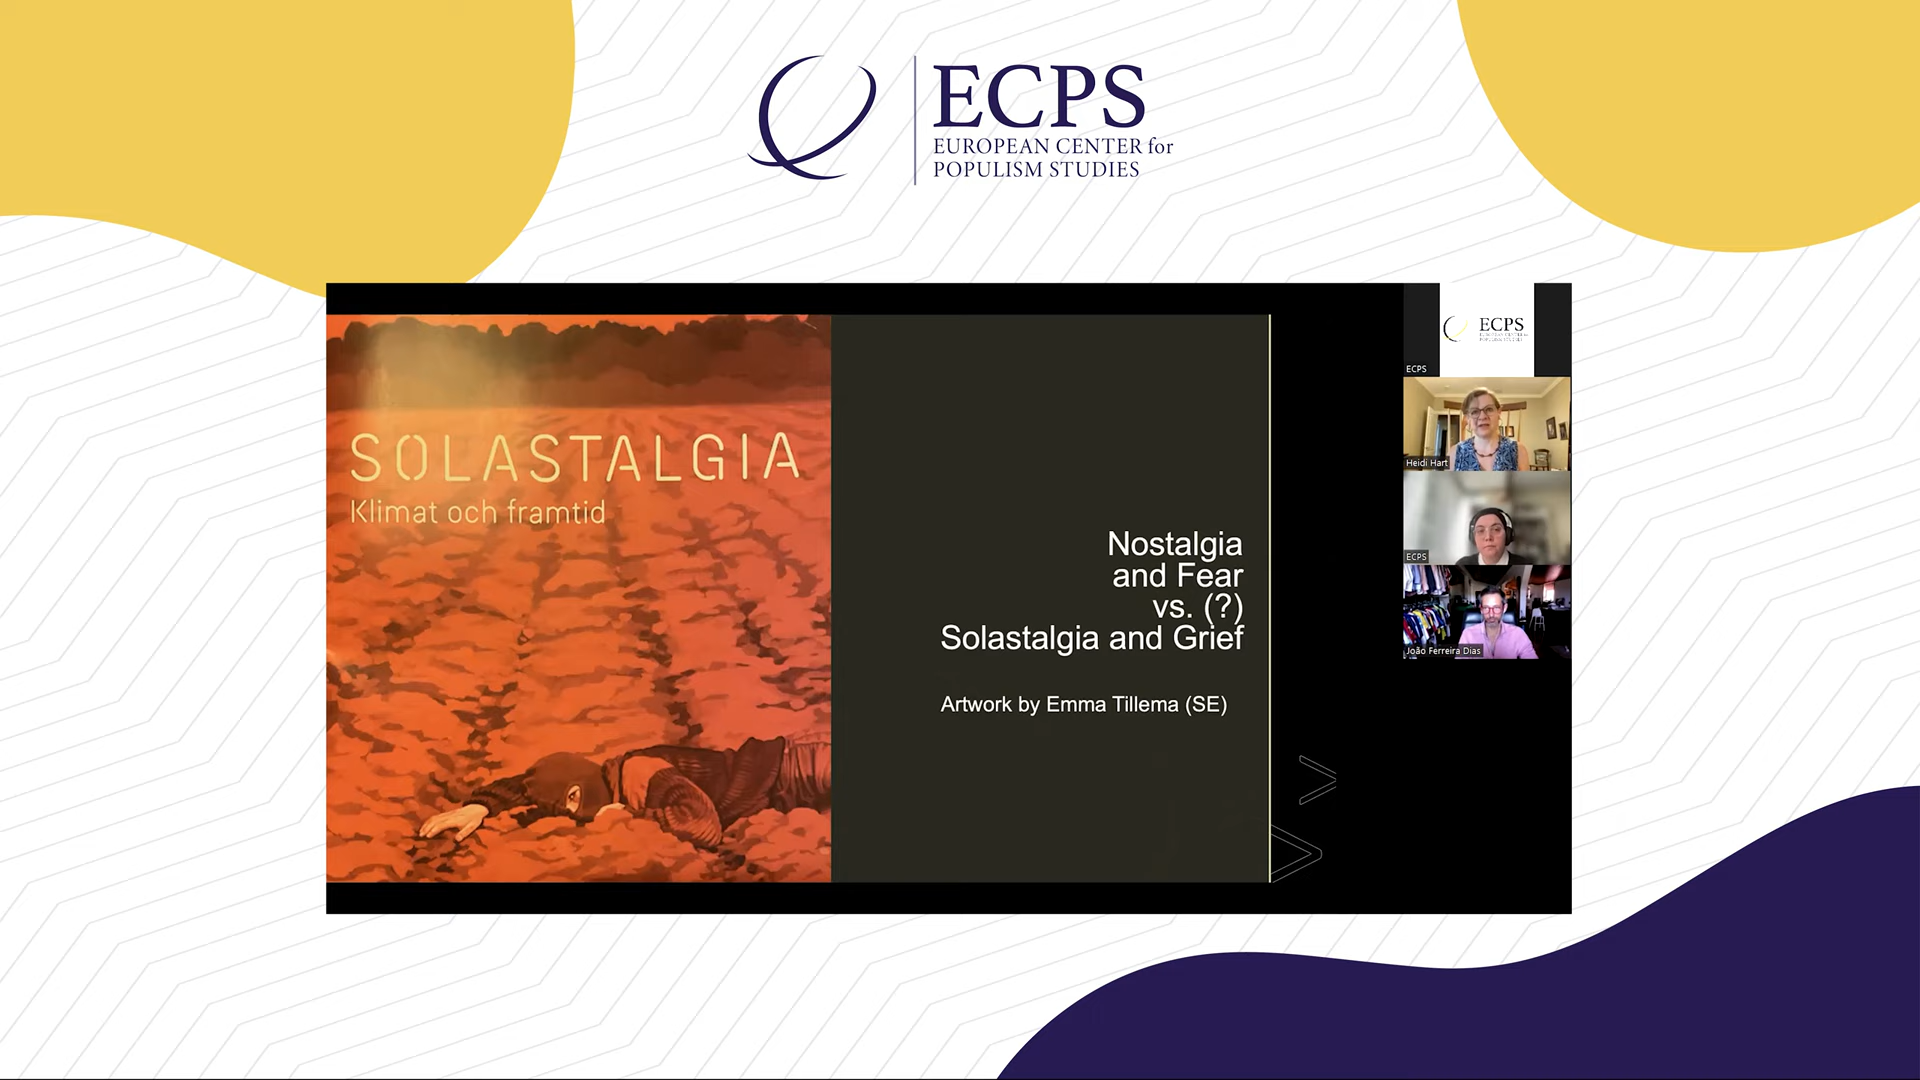 ECPS
EUROPEAN CENTER for
POPULISM STUDIES
SOLASTALGIA
Klimat och framtid
Nostalgia
and Fear
vs. (?)
Solastalgia and Grief
Artwork by Emma Tillema (SE)
ECPS
ECPS
Heidi Hart
ECPS
João Ferreira Dias